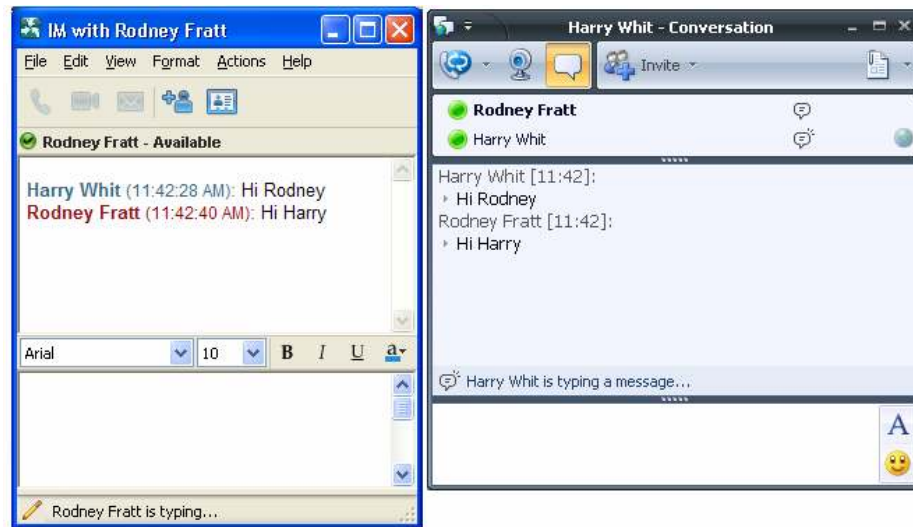 IM with Rodney Fratt
File Edit View Format Actions Help
Rodney Fratt - Available
Harry Whit (11:42:28 AM): Hi Rodney
Rodney Fratt (11:42:40 AM): Hi Harry
Arial 10 B I U a
Rodney Fratt is typing...
Harry Whit - Conversation
Invite
Rodney Fratt
Harry Whit
Harry Whit [11:42]:
Hi Rodney
Rodney Fratt [11:42]:
Hi Harry
Harry Whit is typing a message...
A